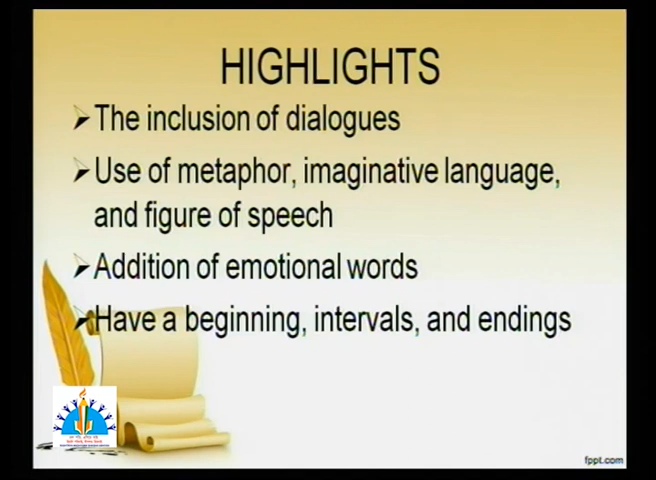 HIGHLIGHTS
➢The inclusion of dialogues
➢Use of metaphor, imaginative language,
and figure of speech
➢Addition of emotional words
➢Have a beginning, intervals, and endings
fppt.com